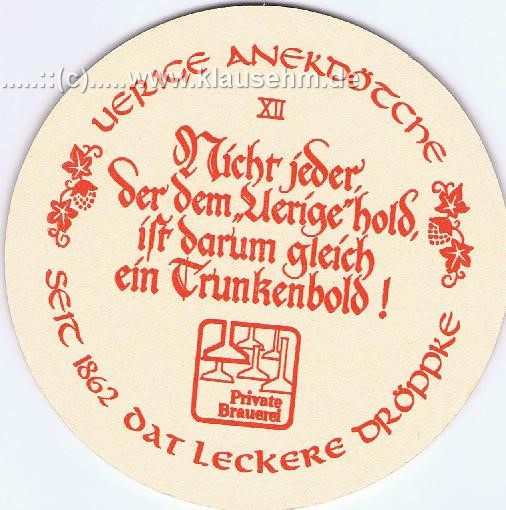 .....::(c).....www.klausehm.de
UERIGE ANEKDÖTCHE
XII
Nicht jeder,
der dem „Uerige“ hold,
ist darum gleich
ein Trunkenbold!
Private
Brauerei
SEIT 1862 DAT LECKERE DRÖPPKE